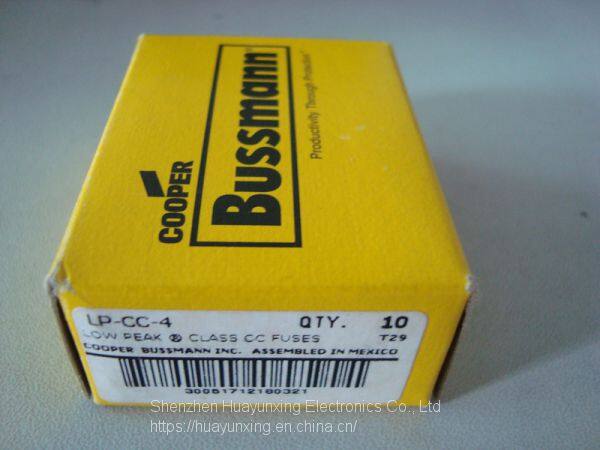 COOPER
Bussmann®
Productivity Through Protection™
LP-CC-4 QTY. 10
LOW PEAK ® CLASS CC FUSES T29
COOPER BUSSMANN INC. ASSEMBLED IN MEXICO
30051712180321
Shenzhen Huayunxing Electronics Co., Ltd
https://huayunxing.en.china.cn/